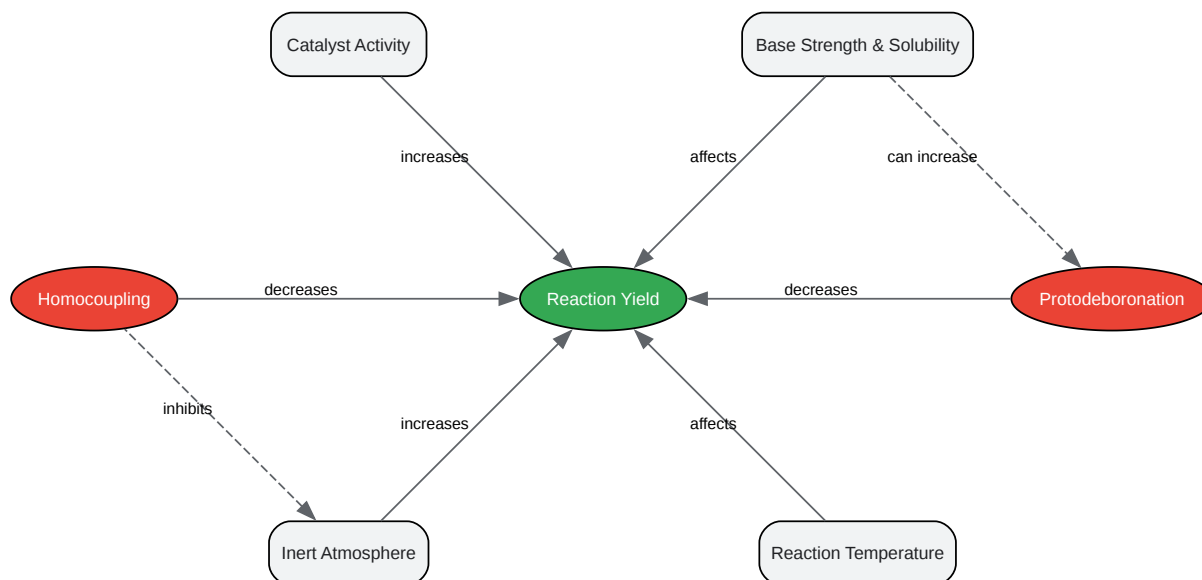 Catalyst Activity
Base Strength & Solubility
increases
affects
can increase
Homocoupling
decreases
Reaction Yield
decreases
Protodeboronation
inhibits
increases
affects
Inert Atmosphere
Reaction Temperature